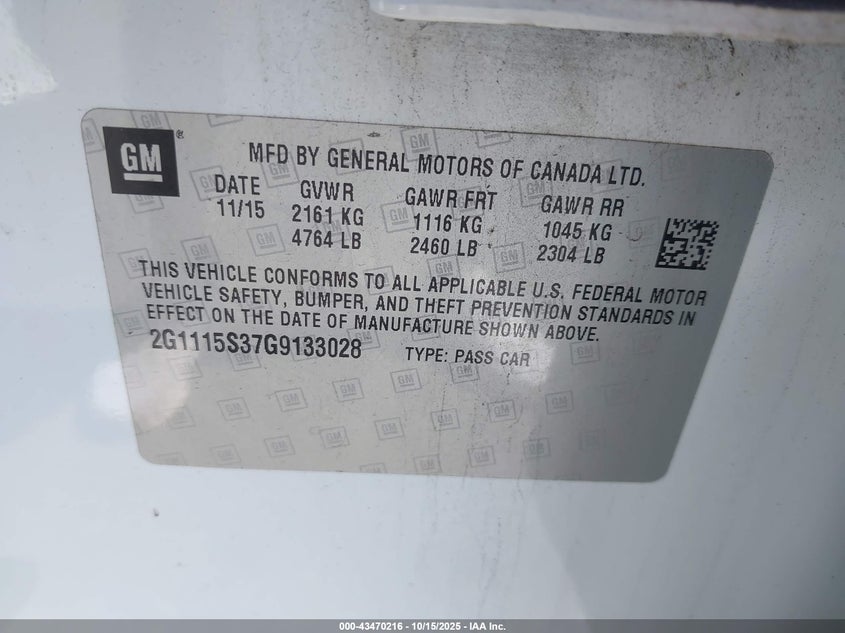 GM®
MFD BY GENERAL MOTORS OF CANADA LTD.
DATE GVWR GAWR FRT GAWR RR
11/15 2161 KG 1116 KG 1045 KG
4764 LB 2460 LB 2304 LB
THIS VEHICLE CONFORMS TO ALL APPLICABLE U.S. FEDERAL MOTOR
VEHICLE SAFETY, BUMPER, AND THEFT PREVENTION STANDARDS IN
EFFECT ON THE DATE OF MANUFACTURE SHOWN ABOVE.
2G1115S37G9133028 TYPE: PASS CAR
000-43470216 - 10/15/2025 - IAA Inc.